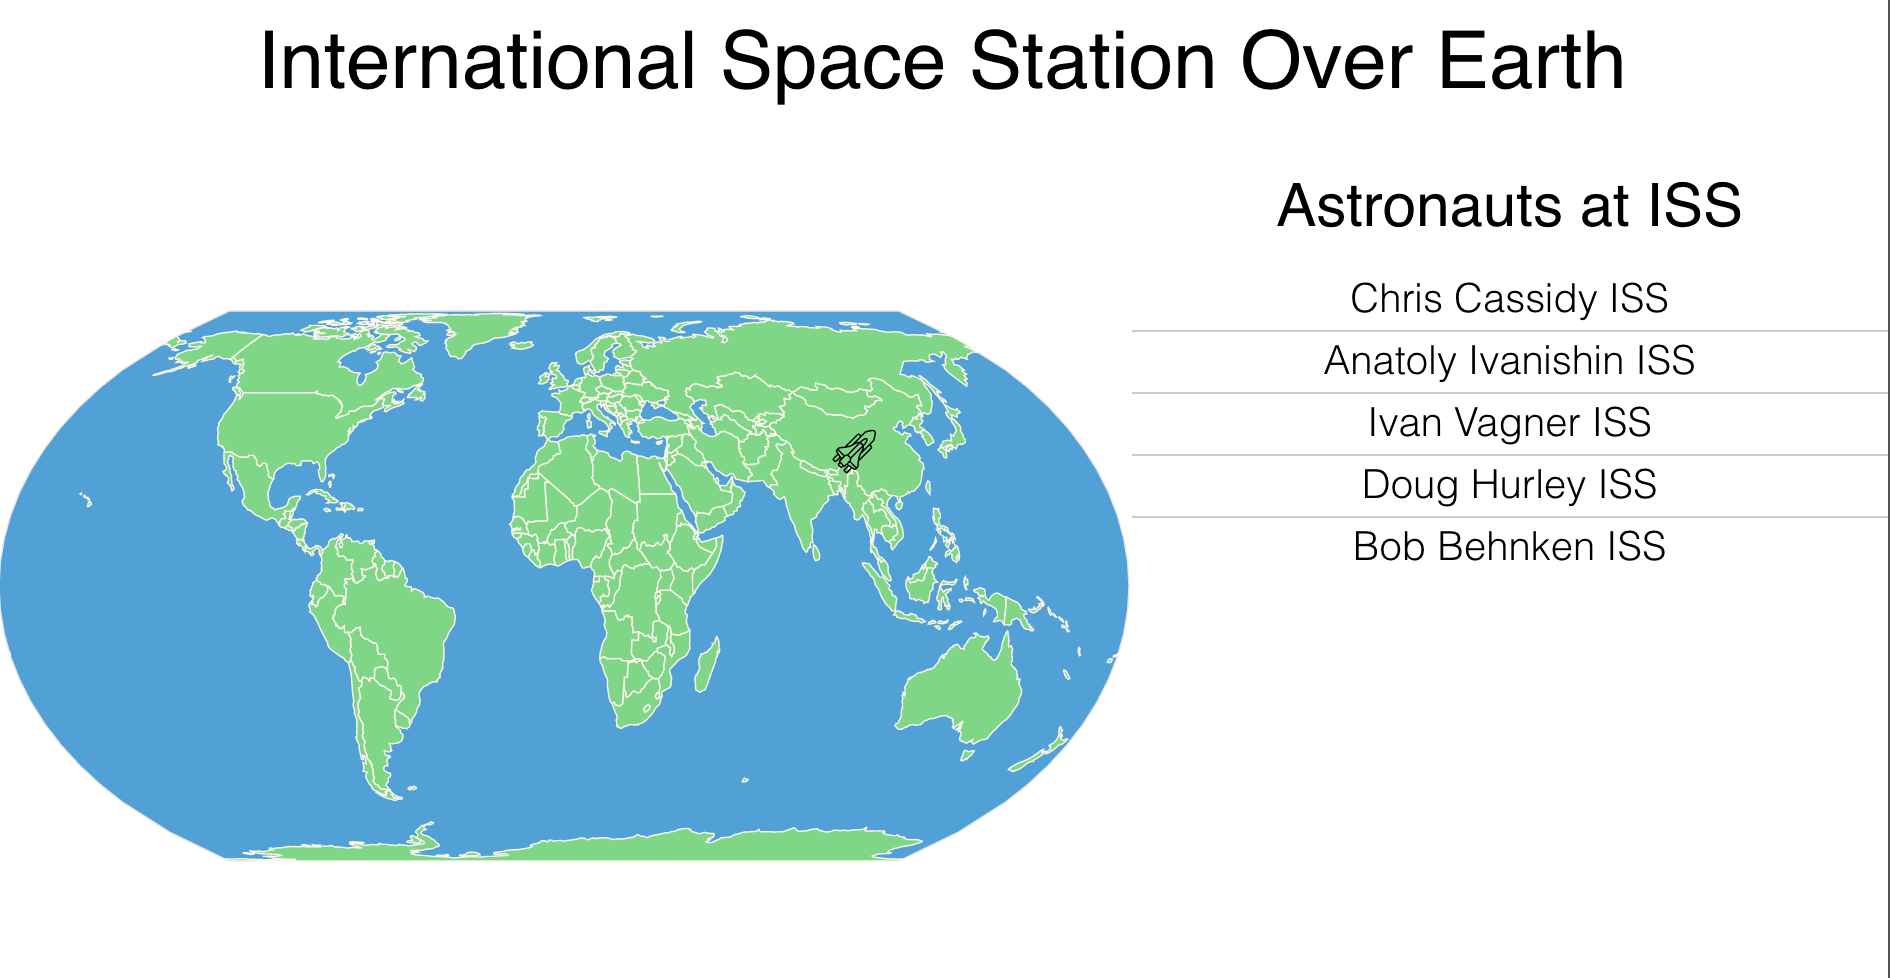 International Space Station Over Earth
Astronauts at ISS
Chris Cassidy ISS
Anatoly Ivanishin ISS
Ivan Vagner ISS
Doug Hurley ISS
Bob Behnken ISS